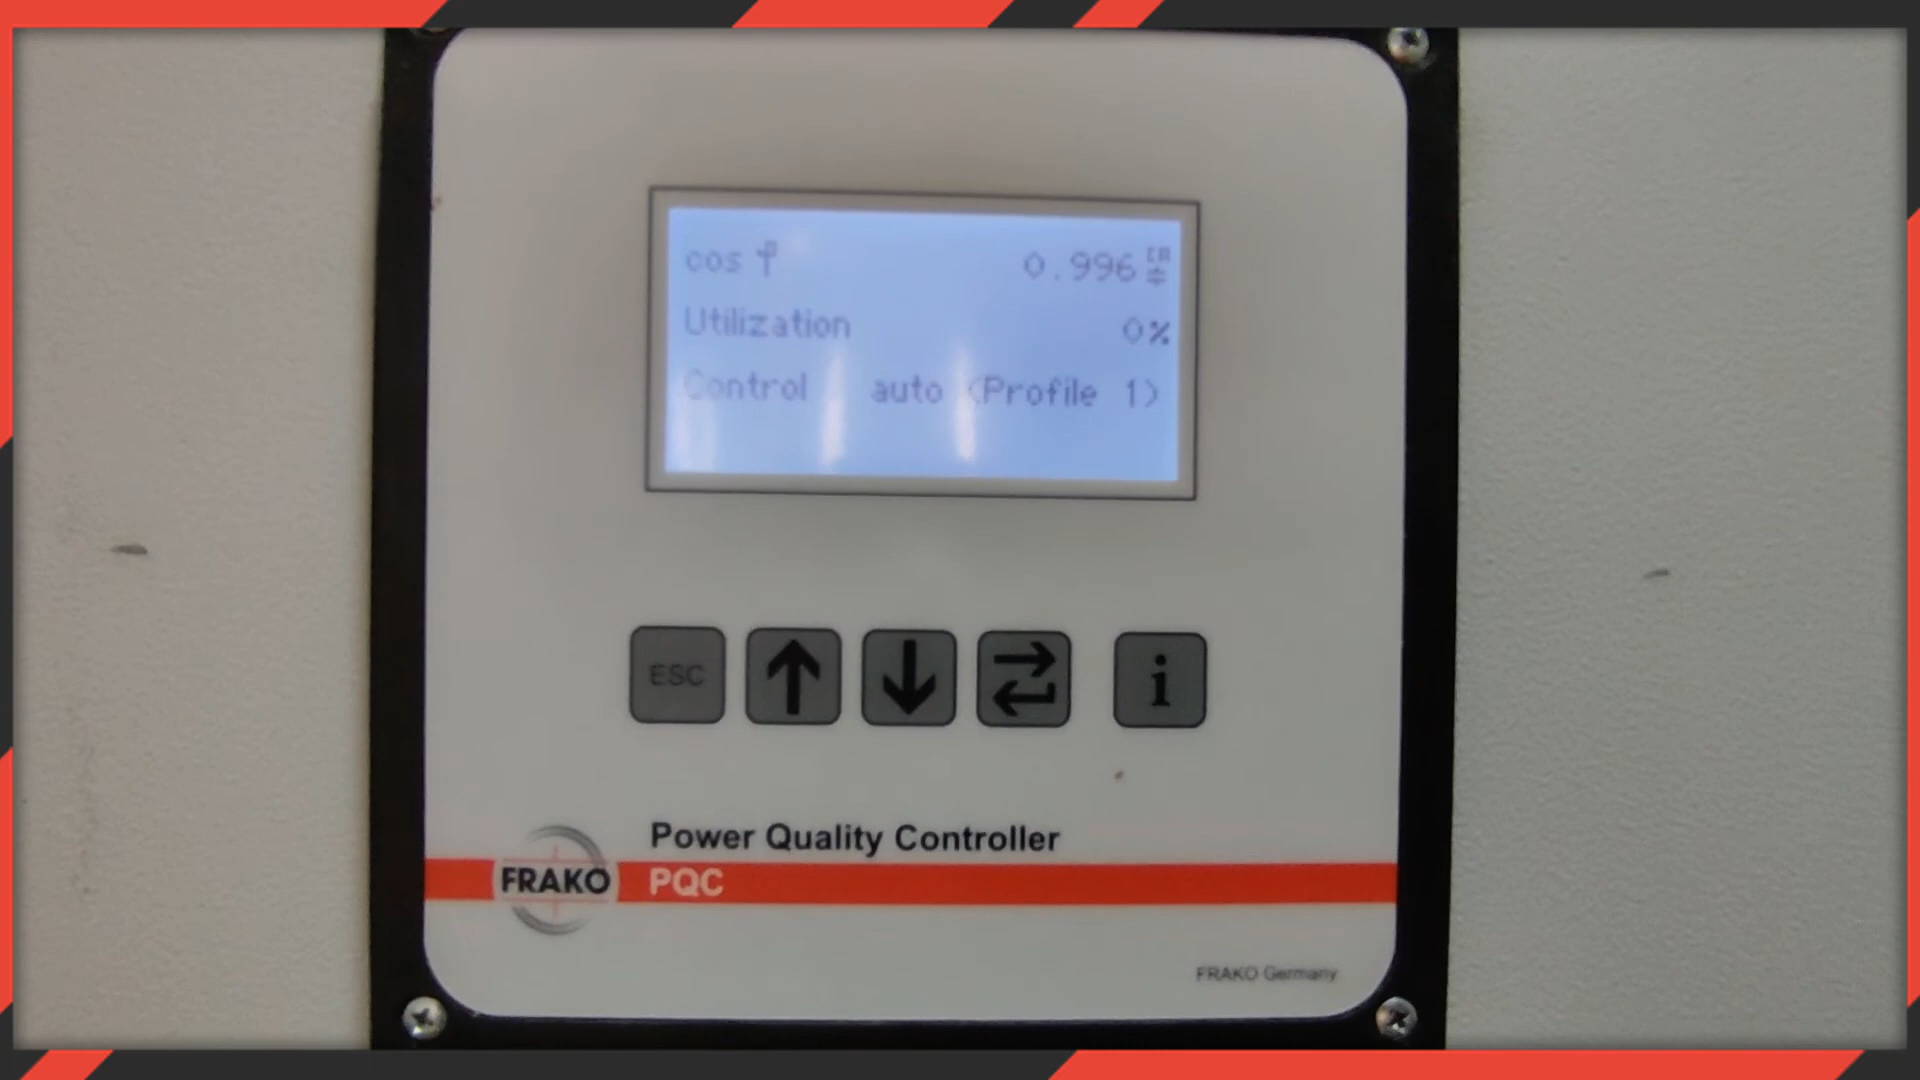 cos φ 0.996
Utilization 0%
Control auto (Profile 1)
ESC
i
Power Quality Controller
FRAKO PQC
FRAKO Germany